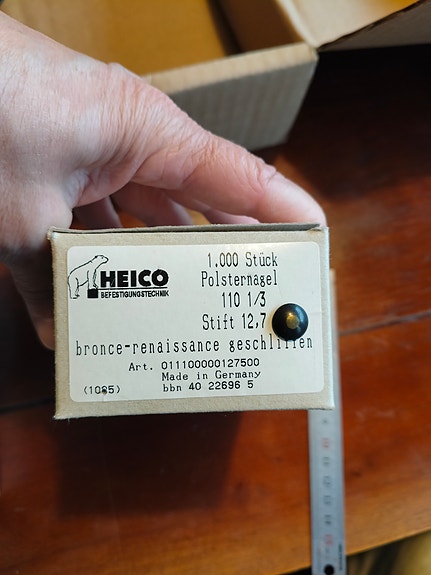 HEICO
BEFESTIGUNGSTECHNIK
1.000 Stück
Polsternagel
110 1/3
Stift 12,7
bronce-renaissance geschliffen
Art. 011100000127500
Made in Germany
(1085) bbn 40 22696 5